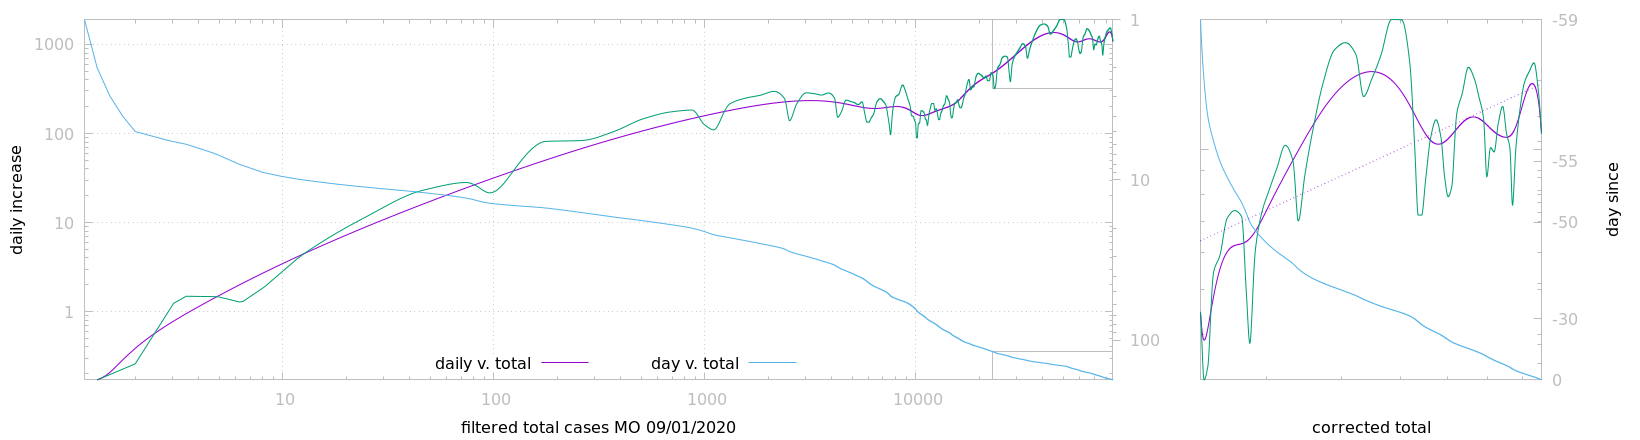 1000
100
10
1
daily increase
daily v. total
day v. total
10
100
1000
10000
filtered total cases MO 09/01/2020
1
10
100
-59
-55
-50
-30
0
day since
corrected total